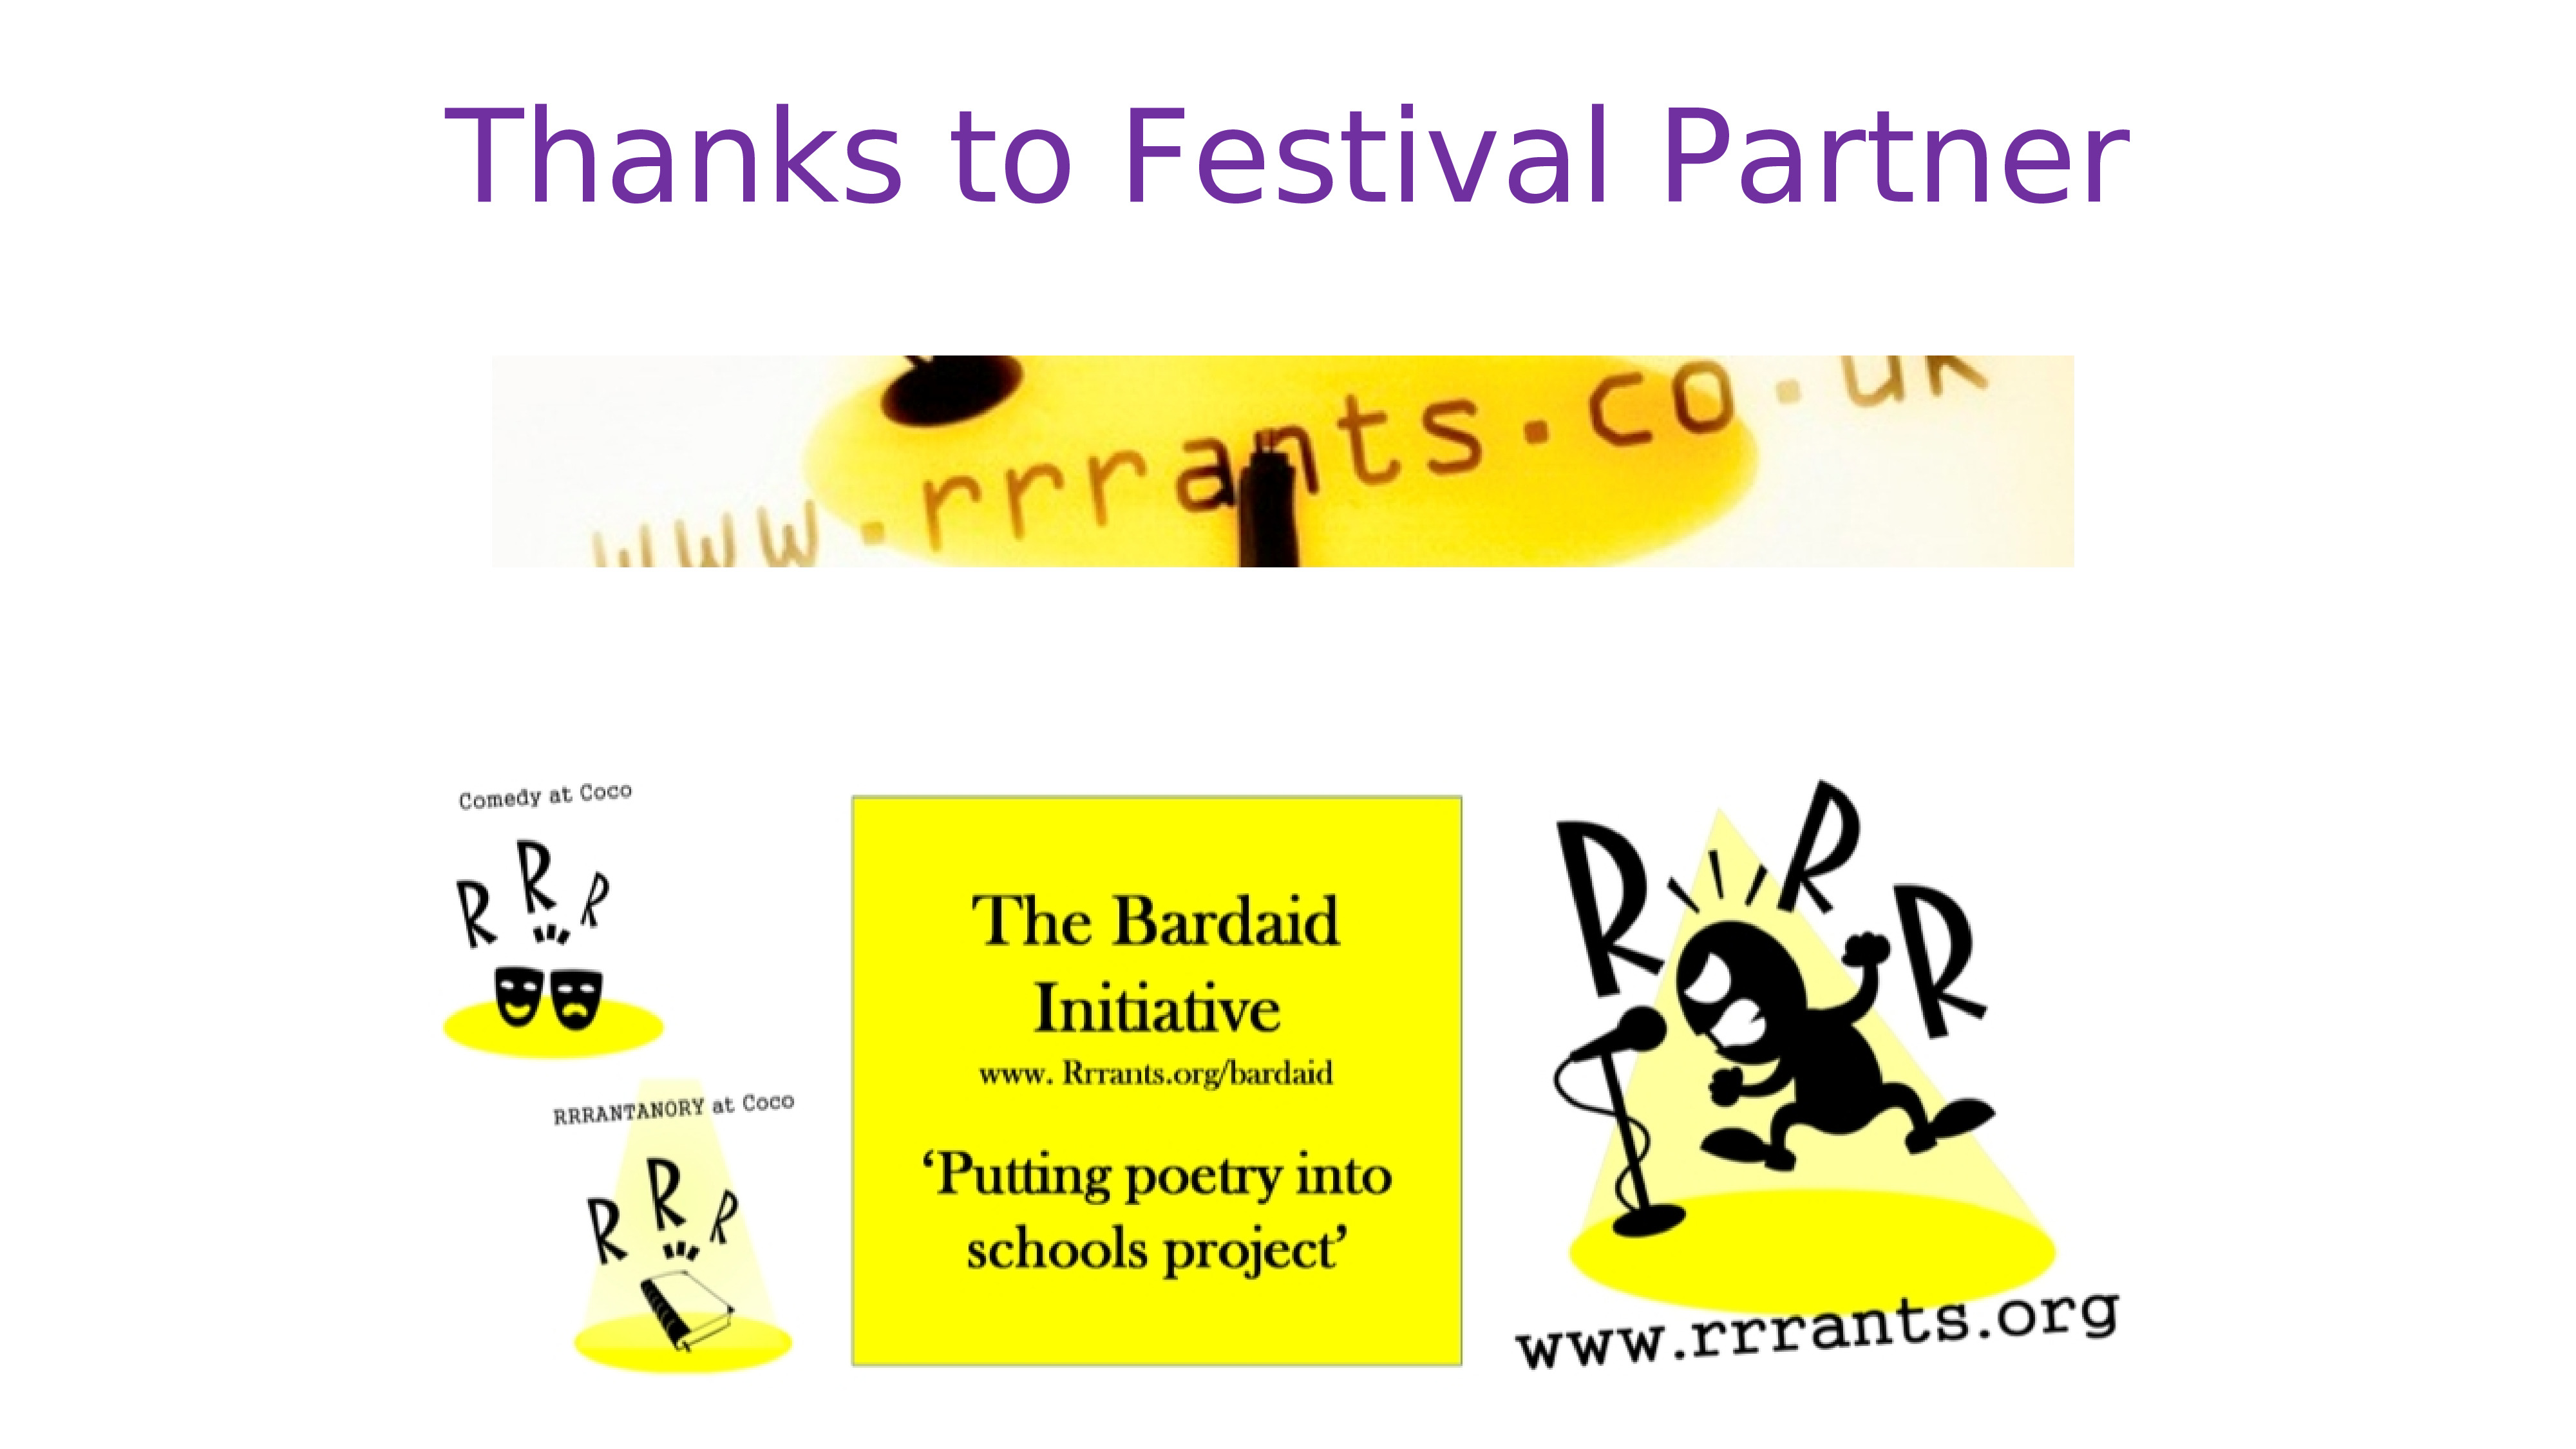 Thanks to Festival Partner
www.rrrants.co.uk
Comedy at Coco
R R R
RRRANTANORY at Coco
R R R
The Bardaid
Initiative
www. Rrrants.org/bardaid
‘Putting poetry into
schools project’
R R R
www.rrrants.org